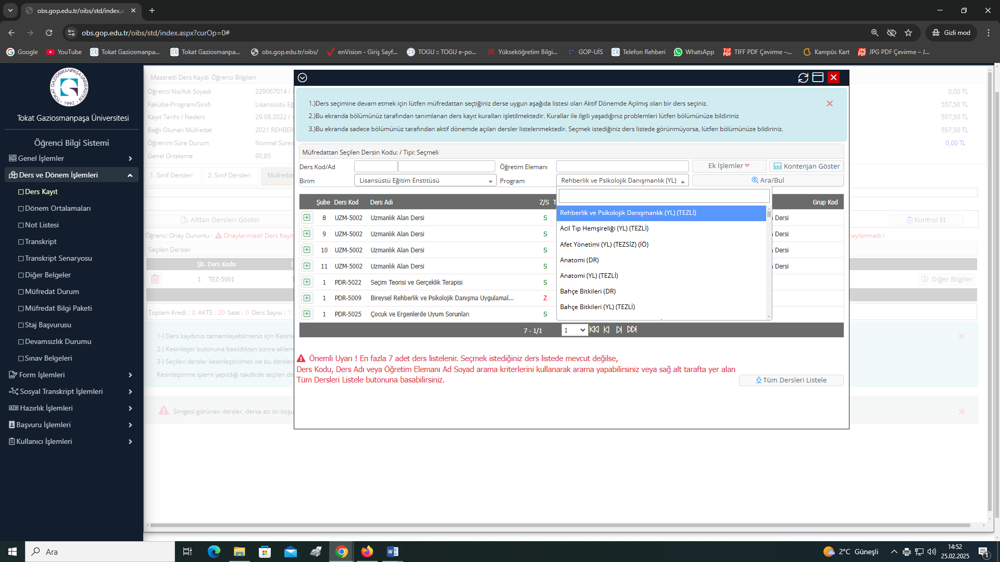 obs.gop.edu.tr/oibs/std/index.a
obs.gop.edu.tr/oibs/std/index.aspx?curOp=0#
Gizli mod
Google
YouTube
Tokat Gaziosmanpa...
Tokat Gaziosmanpa...
obs.gop.edu.tr/oibs/
enVision - Giriş Sayf...
TOGU :: TOGU e-po...
Yükseköğretim Bilgi...
GOP-UİS
Telefon Rehberi
WhatsApp
TIFF PDF Çevirme –...
Kampüs Kart
JPG PDF Çevirme – J...
TOKAT GAZİOSMANPAŞA ÜNİVERSİTESİ
1992
Tokat Gaziosmanpaşa Üniversitesi
Öğrenci Bilgi Sistemi
Genel İşlemler
Ders ve Dönem İşlemleri
Ders Kayıt
Dönem Ortalamaları
Not Listesi
Transkript
Transkript Senaryosu
Diğer Belgeler
Müfredat Durum
Müfredat Bilgi Paketi
Staj Başvurusu
Devamsızlık Durumu
Sınav Belgeleri
Form İşlemleri
Sosyal Transkript İşlemleri
Hazırlık İşlemleri
Başvuru İşlemleri
Kullanıcı İşlemleri
Mazeretli Ders Kaydı Öğrenci Bilgileri
Öğrenci No/Adı Soyadı 229067014 /
0,00 TL
Fakülte-Program/Sınıfı Lisansüstü Eğ
557,50 TL
Kayıt Tarihi / Nedeni 29.08.2022 /
557,50 TL
Bağlı Olunan Müfredat 2021 REHBER
557,50 TL
Öğrenim Süre Durum Normal Süres
0,00 TL
Genel Ortalama 90,85
1. Sınıf Dersleri
2. Sınıf Dersleri
Müfredat
Alttan Dersleri Göster
Kontrol Et
Öğrenci Onay Durumu : Onaylanmadı! Ders Kayıt
naylanmadı !
Seçilen Dersler
Şb. Ders Kodu
1 TEZ-5001
Diğer Bilgiler
Toplam Kredi : 0 AKTS : 20 Saat : 0 Ders Sayısı : 1
1-) Ders kaydınızı tamamlayabilmeniz için Kesinl
2-) Kesinleştir butonuna basıldıktan sonra eklem
3-) Seçilen dersler kesinleştirilmez ise bu dersler
Kesinleştirme işlemi yapıldığı takdirde seçilen de
Simgesi görünen dersler, derse ait ön koşu
1.)Ders seçimine devam etmek için lütfen müfredattan seçtiğiniz derse uygun aşağıda listesi olan Aktif Dönemde Açılmış olan bir ders seçiniz.
2.)Bu ekranda bölümünüz tarafından tanımlanan ders kayıt kuralları işletilmektedir. Kurallar ile ilgili yaşadığınız problemleri lütfen bölümünüze bildiriniz
3.)Bu ekranda sadece bölümünüz tarafından aktif dönemde açılan dersler listelenmektedir. Seçmek istediğiniz ders listede görünmüyorsa, lütfen bölümünüze bildiriniz.
Müfredattan Seçilen Dersin Kodu: / Tipi: Seçmeli
Ders Kod/Ad
Öğretim Elemanı
Ek İşlemler
Kontenjan Göster
Birim Lisansüstü Eğitim Enstitüsü
Program Rehberlik ve Psikolojik Danışmanlık (YL)
Ara/Bul
Şube Ders Kod Ders Adı Z/S T Grup Kod
8 UZM-5002 Uzmanlık Alan Dersi S Dersi
9 UZM-5002 Uzmanlık Alan Dersi S Dersi
10 UZM-5002 Uzmanlık Alan Dersi S Dersi
11 UZM-5002 Uzmanlık Alan Dersi S Dersi
1 PDR-5022 Seçim Teorisi ve Gerçeklik Terapisi S
1 PDR-5009 Bireysel Rehberlik ve Psikolojik Danışma Uygulamal... Z
1 PDR-5025 Çocuk ve Ergenlerde Uyum Sorunları S
Rehberlik ve Psikolojik Danışmanlık (YL) (TEZLİ)
Acil Tıp Hemşireliği (YL) (TEZLİ)
Afet Yönetimi (YL) (TEZSİZ) (İÖ)
Anatomi (DR)
Anatomi (YL) (TEZLİ)
Bahçe Bitkileri (DR)
Bahçe Bitkileri (YL) (TEZLİ)
7 - 1/1
1
Önemli Uyarı ! En fazla 7 adet ders listelenir. Seçmek istediğiniz ders listede mevcut değilse,
Ders Kodu, Ders Adı veya Öğretim Elemanı Ad Soyad arama kriterlerini kullanarak arama yapabilirsiniz veya sağ alt tarafta yer alan
Tüm Dersleri Listele butonuna basabilirsiniz.
Tüm Dersleri Listele
Ara
2°C Güneşli
14:52
25.02.2025
1